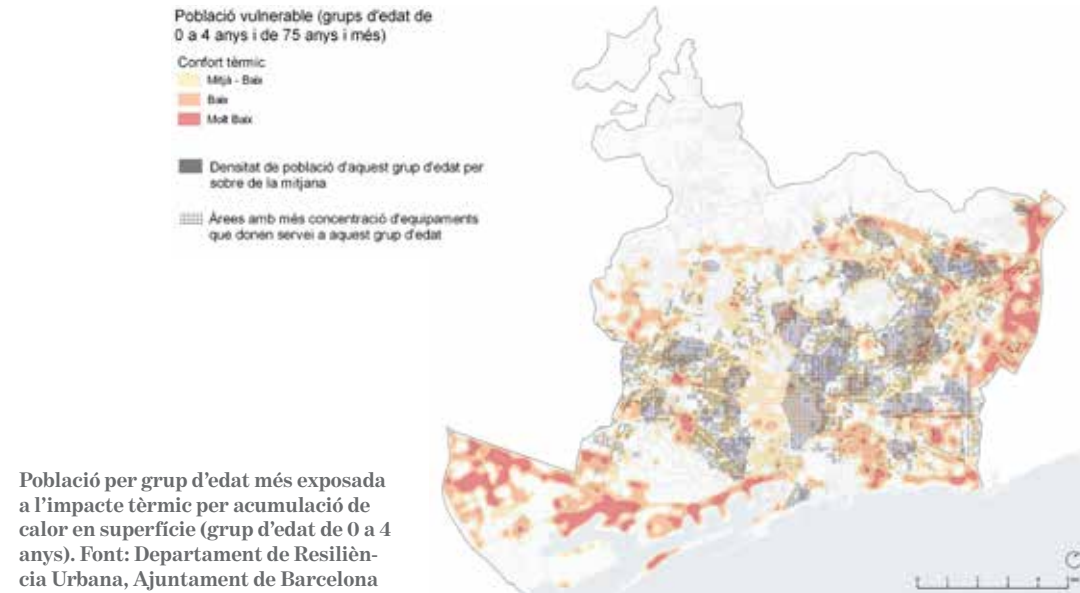 Població vulnerable (grups d'edat de
0 a 4 anys i de 75 anys i més)
Confort tèrmic
Mitjà - Baix
Baix
Molt Baix
Densitat de població d'aquest grup d'edat per
sobre de la mitjana
Àrees amb més concentració d'equipaments
que donen servei a aquest grup d'edat
Població per grup d'edat més exposada
a l'impacte tèrmic per acumulació de
calor en superfície (grup d'edat de 0 a 4
anys). Font: Departament de Resilièn-
cia Urbana, Ajuntament de Barcelona